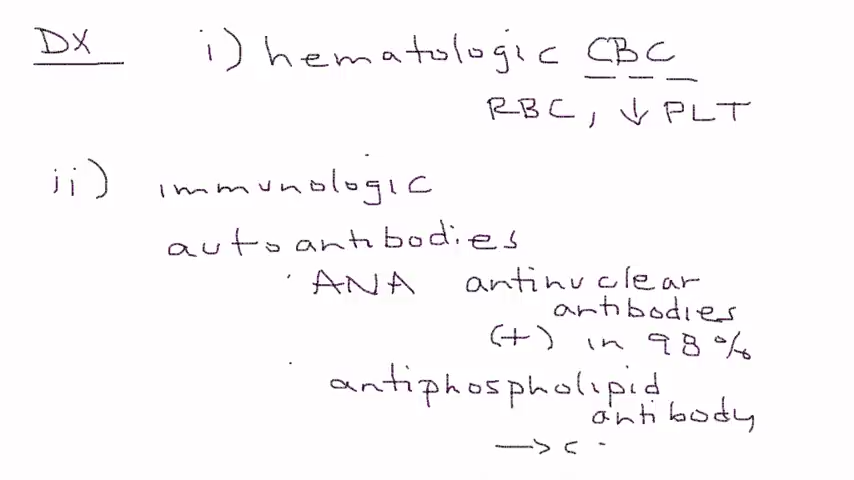 DX i) hematologic CBC
RBC, ↓ PLT
ii) immunologic
autoantibodies
ANA antinuclear
antibodies
(+) in 98%
antiphospholipid
antibody
→ c